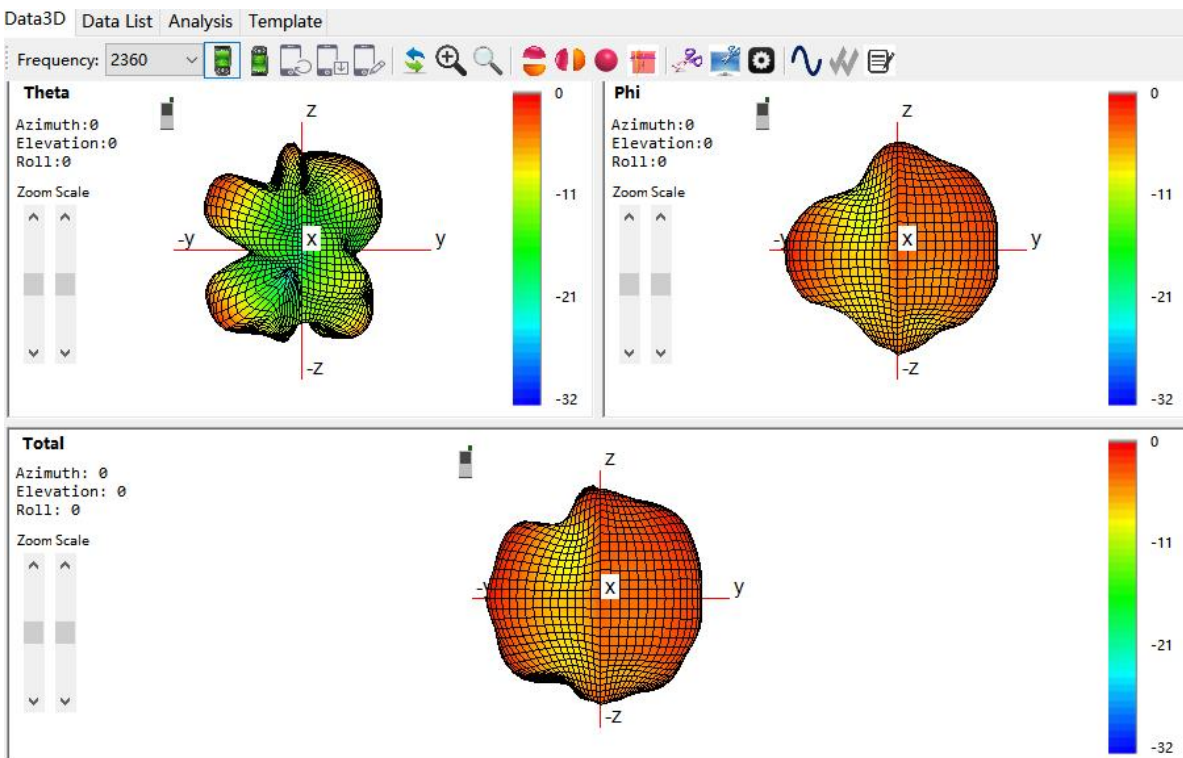 Data3D Data List Analysis Template
Frequency: 2360
Theta
Azimuth:0
Elevation:0
Roll:0
Zoom Scale
z
-y
x
y
-z
0
-11
-21
-32
Phi
Azimuth:0
Elevation:0
Roll:0
Zoom Scale
z
-y
x
y
-z
0
-11
-21
-32
Total
Azimuth: 0
Elevation: 0
Roll: 0
Zoom Scale
z
-y
x
y
-z
0
-11
-21
-32